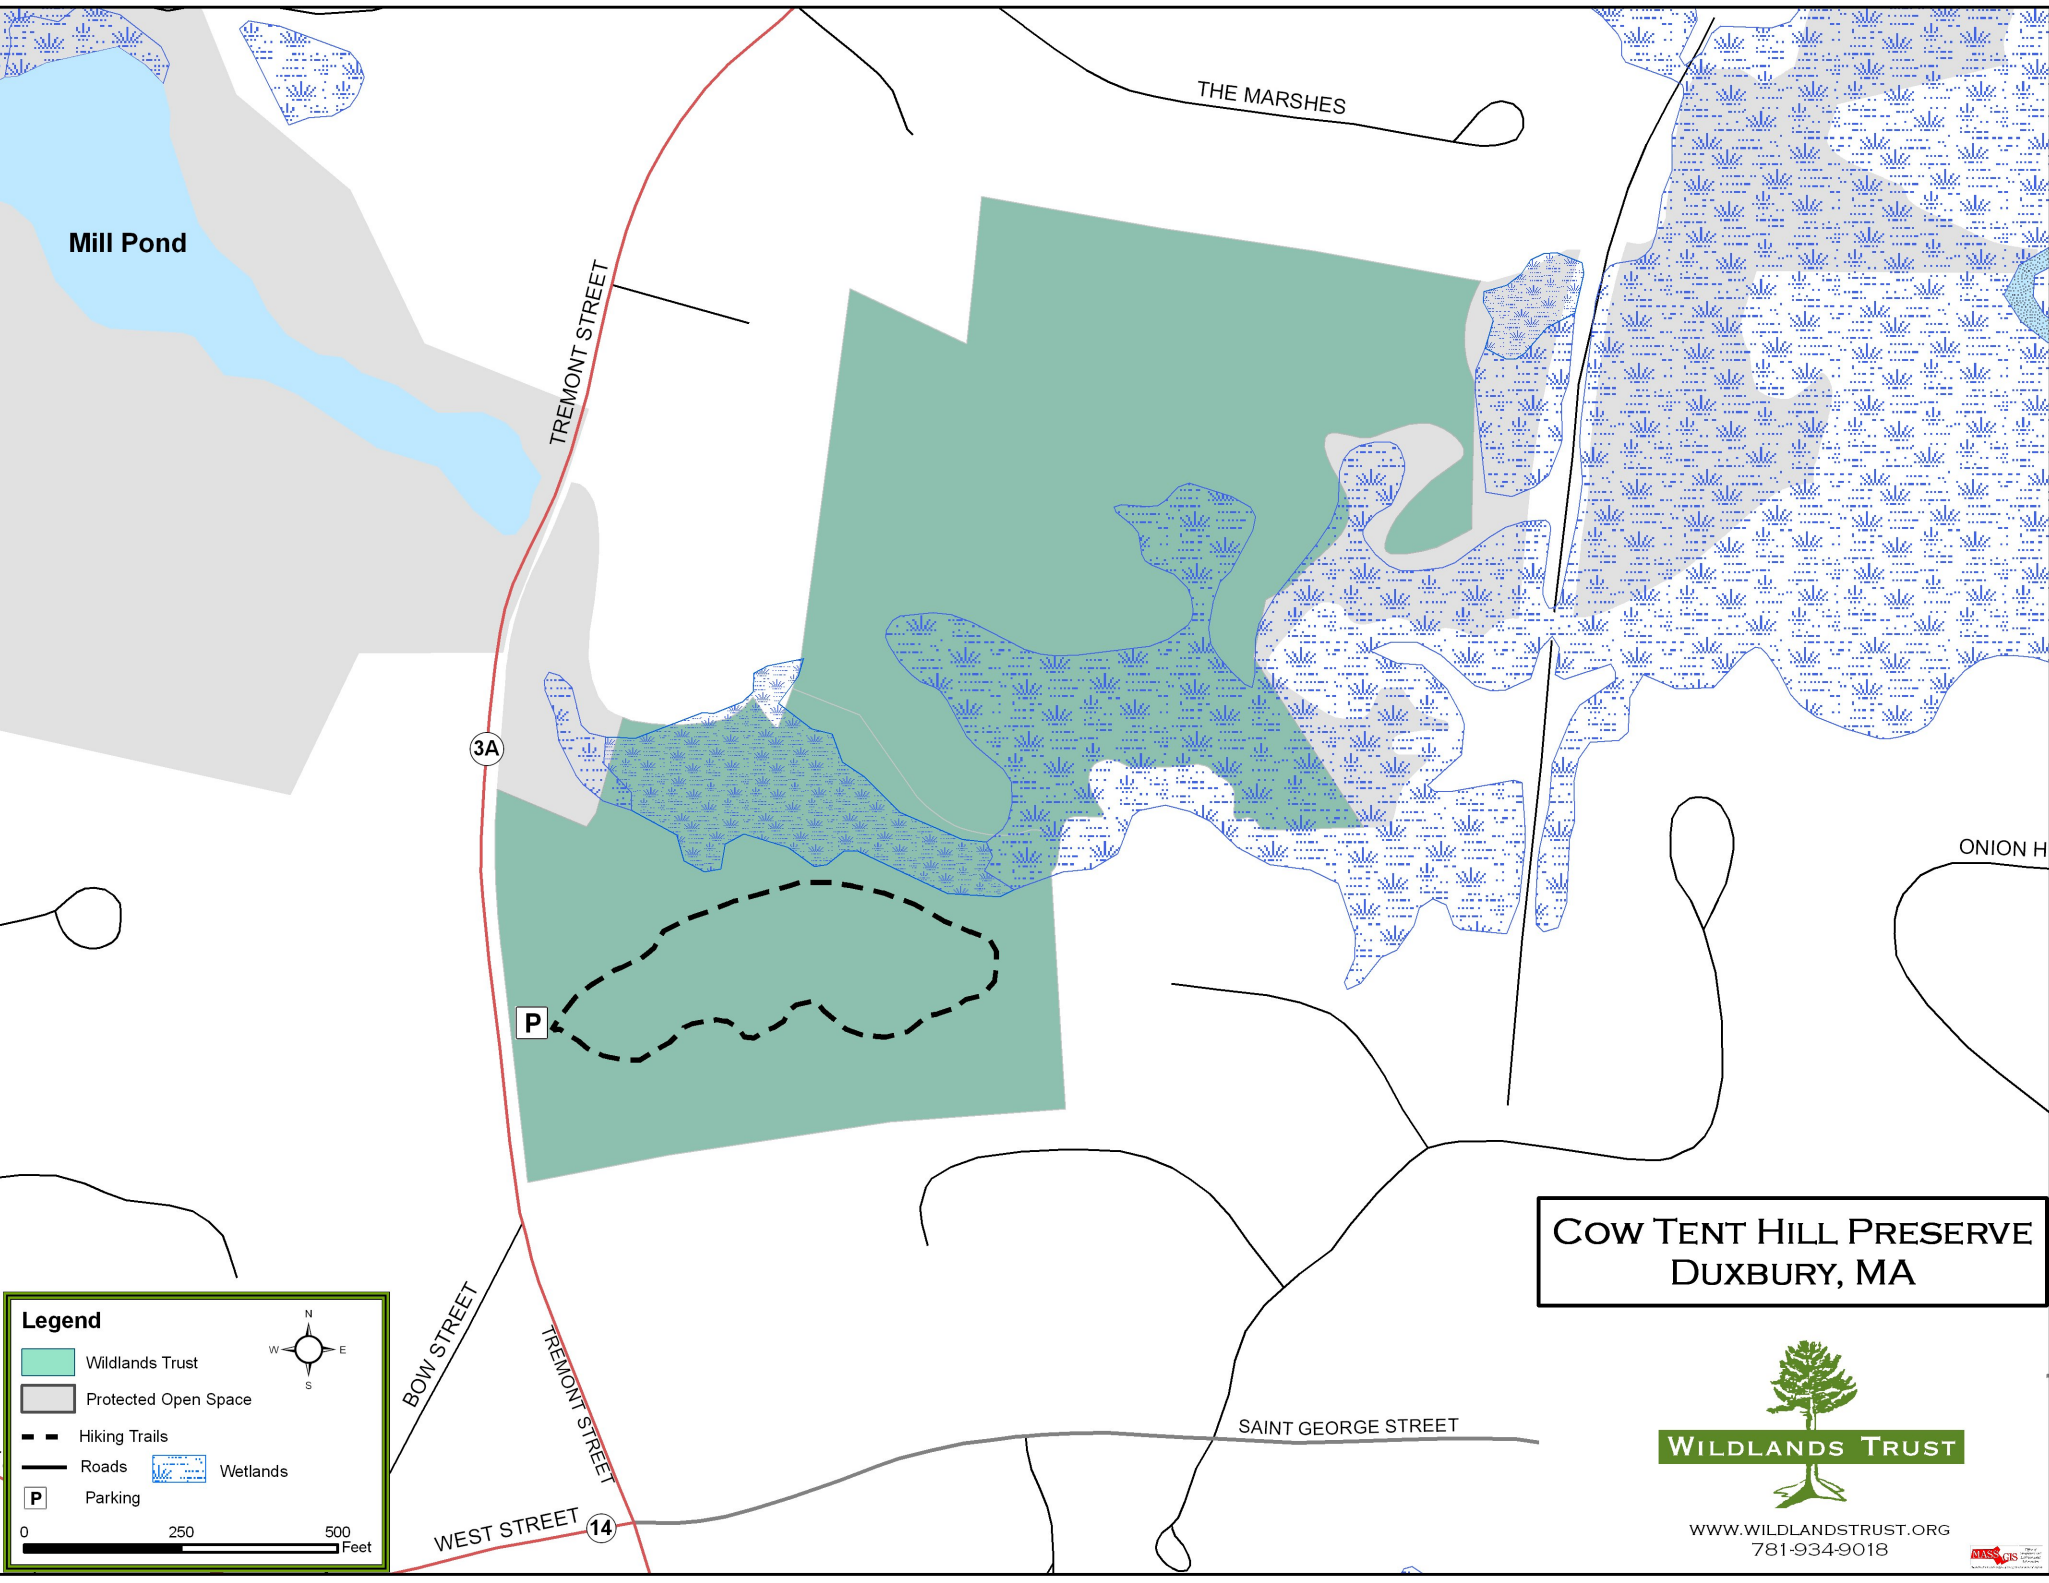 THE MARSHES
Mill Pond
TREMONT STREET
3A
ONION H
P
COW TENT HILL PRESERVE
DUXBURY, MA
BOW STREET
TREMONT STREET
SAINT GEORGE STREET
WEST STREET
14
Legend
N
W E
S
Wildlands Trust
Protected Open Space
Hiking Trails
Roads
Wetlands
P Parking
0 250 500
Feet
WILDLANDS TRUST
WWW.WILDLANDSTRUST.ORG
781-934-9018
MASSGIS